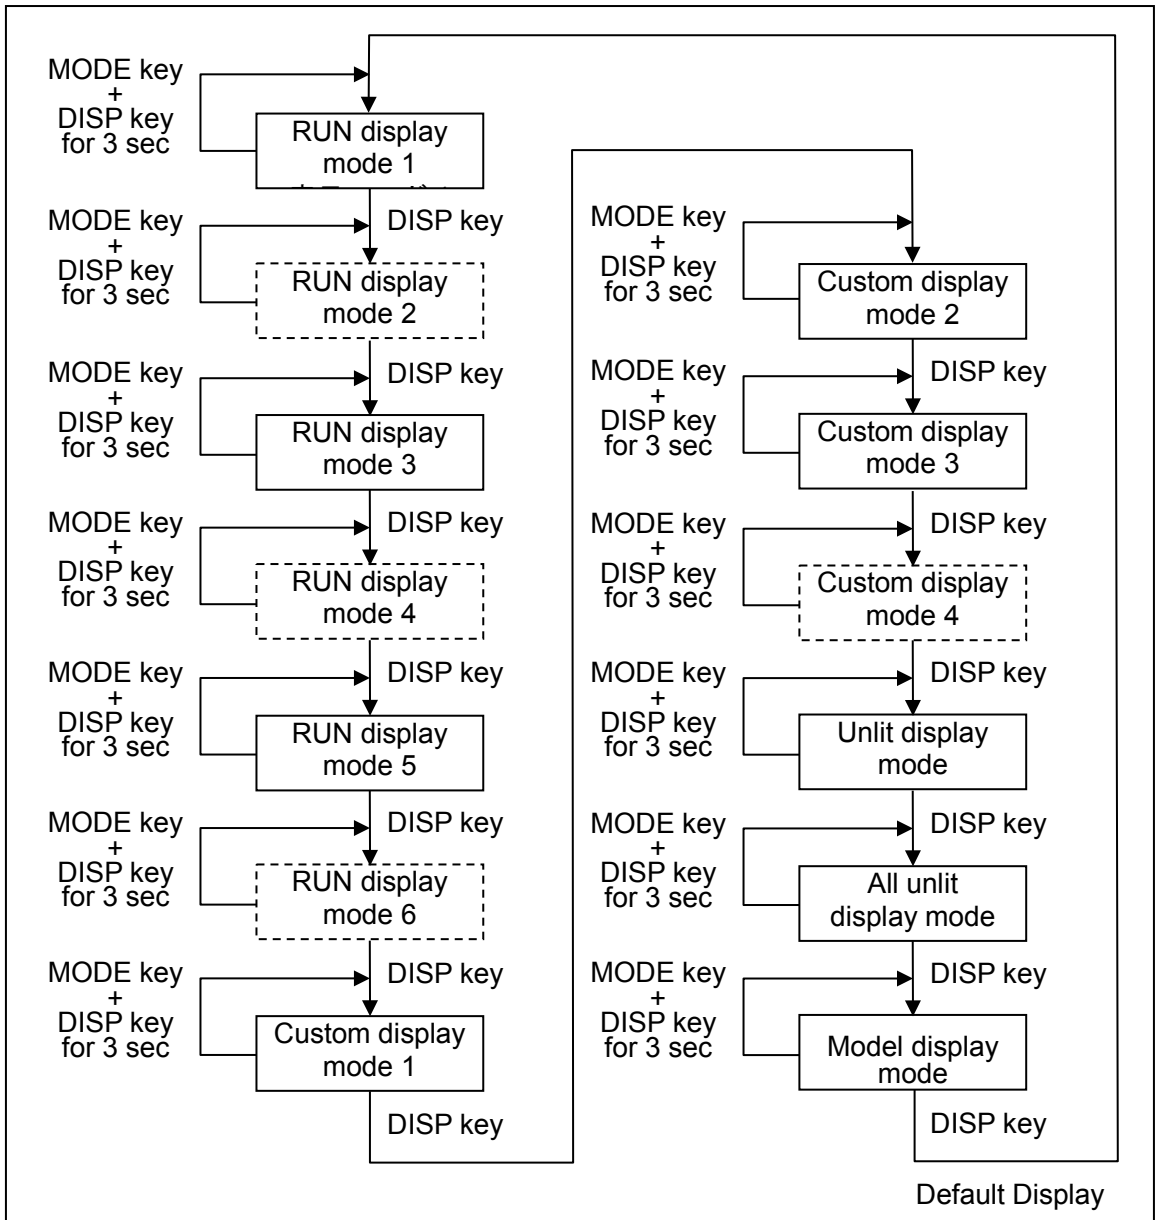 MODE key
+
DISP key
for 3 sec
RUN display
mode 1
DISP key
MODE key
+
DISP key
for 3 sec
RUN display
mode 2
DISP key
MODE key
+
DISP key
for 3 sec
RUN display
mode 3
DISP key
MODE key
+
DISP key
for 3 sec
RUN display
mode 4
DISP key
MODE key
+
DISP key
for 3 sec
RUN display
mode 5
DISP key
MODE key
+
DISP key
for 3 sec
RUN display
mode 6
DISP key
MODE key
+
DISP key
for 3 sec
Custom display
mode 1
DISP key
MODE key
+
DISP key
for 3 sec
Custom display
mode 2
DISP key
MODE key
+
DISP key
for 3 sec
Custom display
mode 3
DISP key
MODE key
+
DISP key
for 3 sec
Custom display
mode 4
DISP key
MODE key
+
DISP key
for 3 sec
Unlit display
mode
DISP key
MODE key
+
DISP key
for 3 sec
All unlit
display mode
DISP key
MODE key
+
DISP key
for 3 sec
Model display
mode
DISP key
Default Display